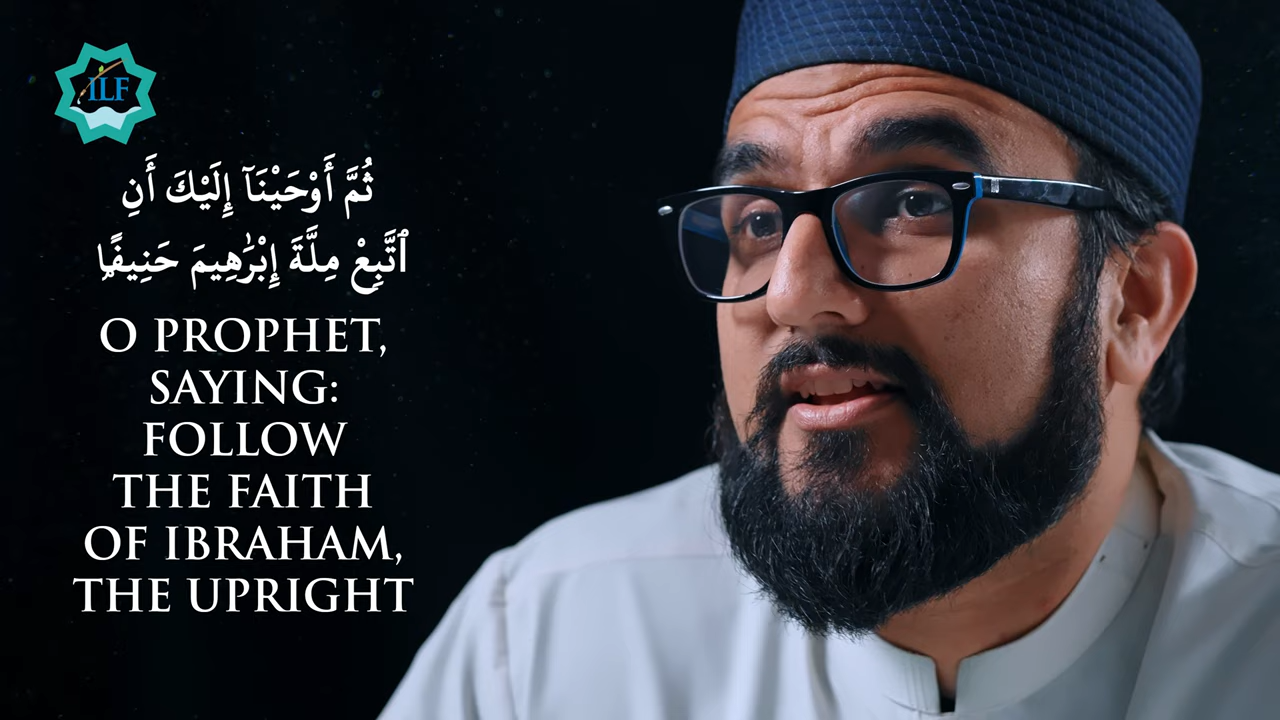 ILF
ثُمَّ أَوْحَيْنَآ إِلَيْكَ أَنِ
ٱتَّبِعْ مِلَّةَ إِبْرَٰهِيمَ حَنِيفًۭا
O PROPHET,
SAYING:
FOLLOW
THE FAITH
OF IBRAHAM,
THE UPRIGHT